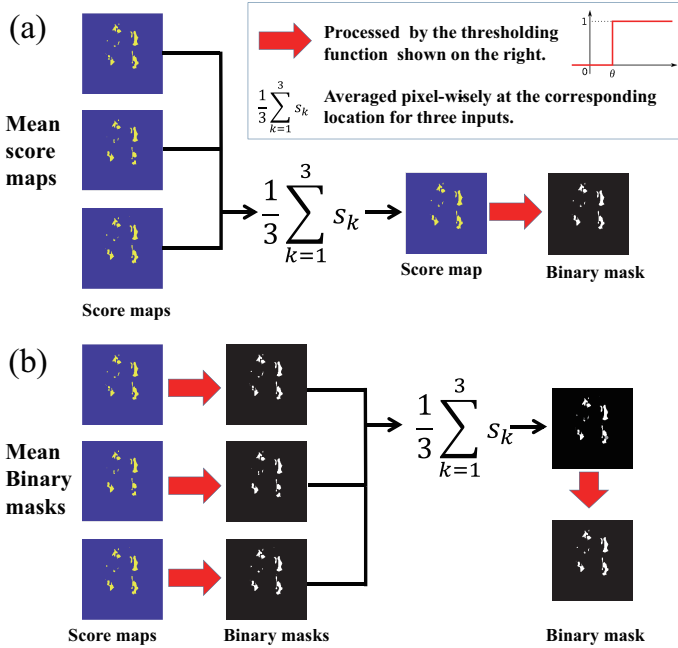 (a)
Processed by the thresholding
function shown on the right.
1
0
θ
1/3 ∑ k=1 3 s_k
Averaged pixel-wisely at the corresponding
location for three inputs.
Mean
score
maps
1/3 ∑ k=1 3 s_k
Score map
Binary mask
Score maps
(b)
Mean
Binary
masks
1/3 ∑ k=1 3 s_k
Score maps
Binary masks
Binary mask